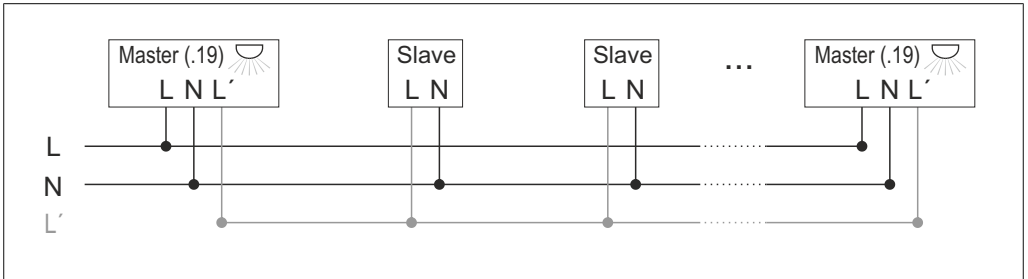 Master (.19) Slave Slave ... Master (.19)
L N L´ L N L N L N L´
L
N
L´